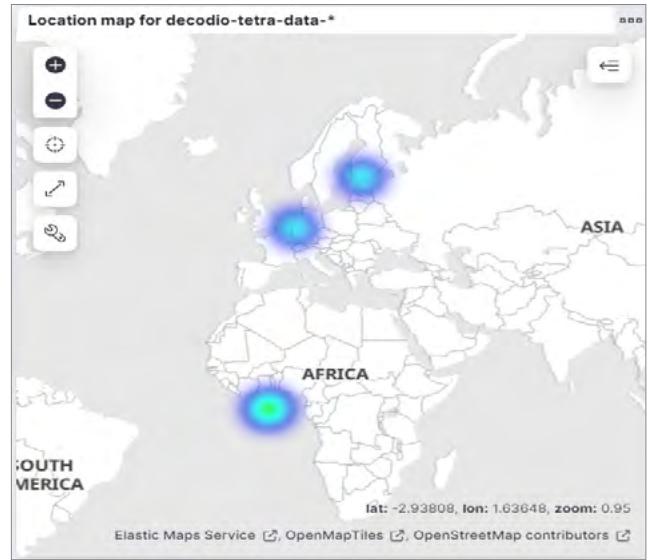 Location map for decodio-tetra-data-*
ASIA
AFRICA
SOUTH
MERICA
lat: -2.93808, lon: 1.63648, zoom: 0.95
Elastic Maps Service, OpenMapTiles, OpenStreetMap contributors